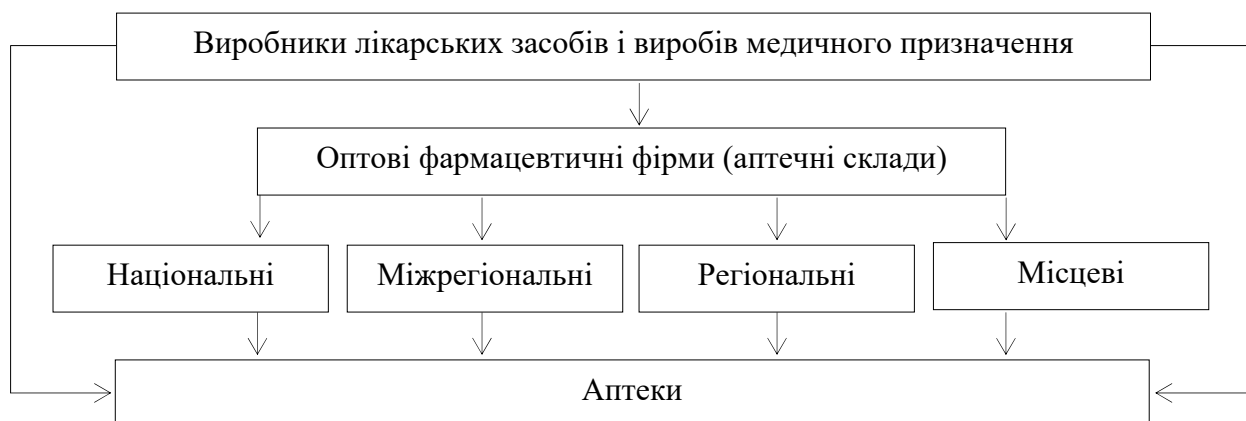 Виробники лікарських засобів і виробів медичного призначення
Оптові фармацевтичні фірми (аптечні склади)
Національні
Міжрегіональні
Регіональні
Місцеві
Аптеки